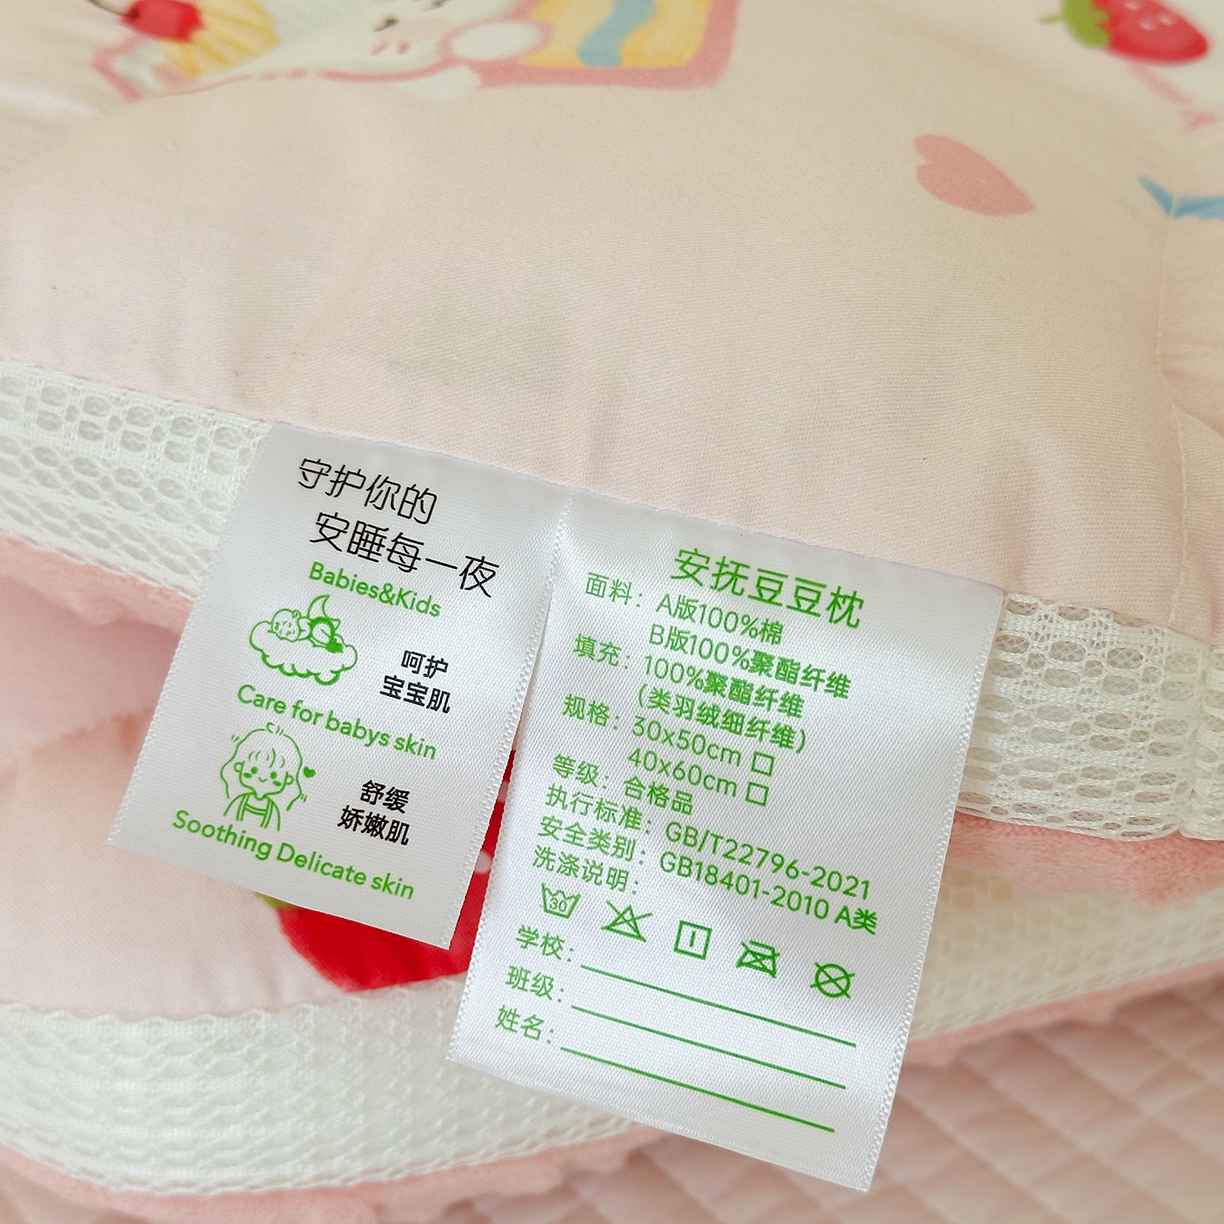 守护你的
安睡每一夜
Babies&Kids
呵护
宝宝肌
Care for babys skin
舒缓
娇嫩肌
Soothing Delicate skin
安抚豆豆枕
面料：A版100%棉
B版100%聚酯纤维
填充：100%聚酯纤维
（类羽绒细纤维）
规格：30x50cm □
40x60cm □
等级：合格品
执行标准：GB/T22796-2021
安全类别：GB18401-2010 A类
洗涤说明：
30
学校：
班级：
姓名：